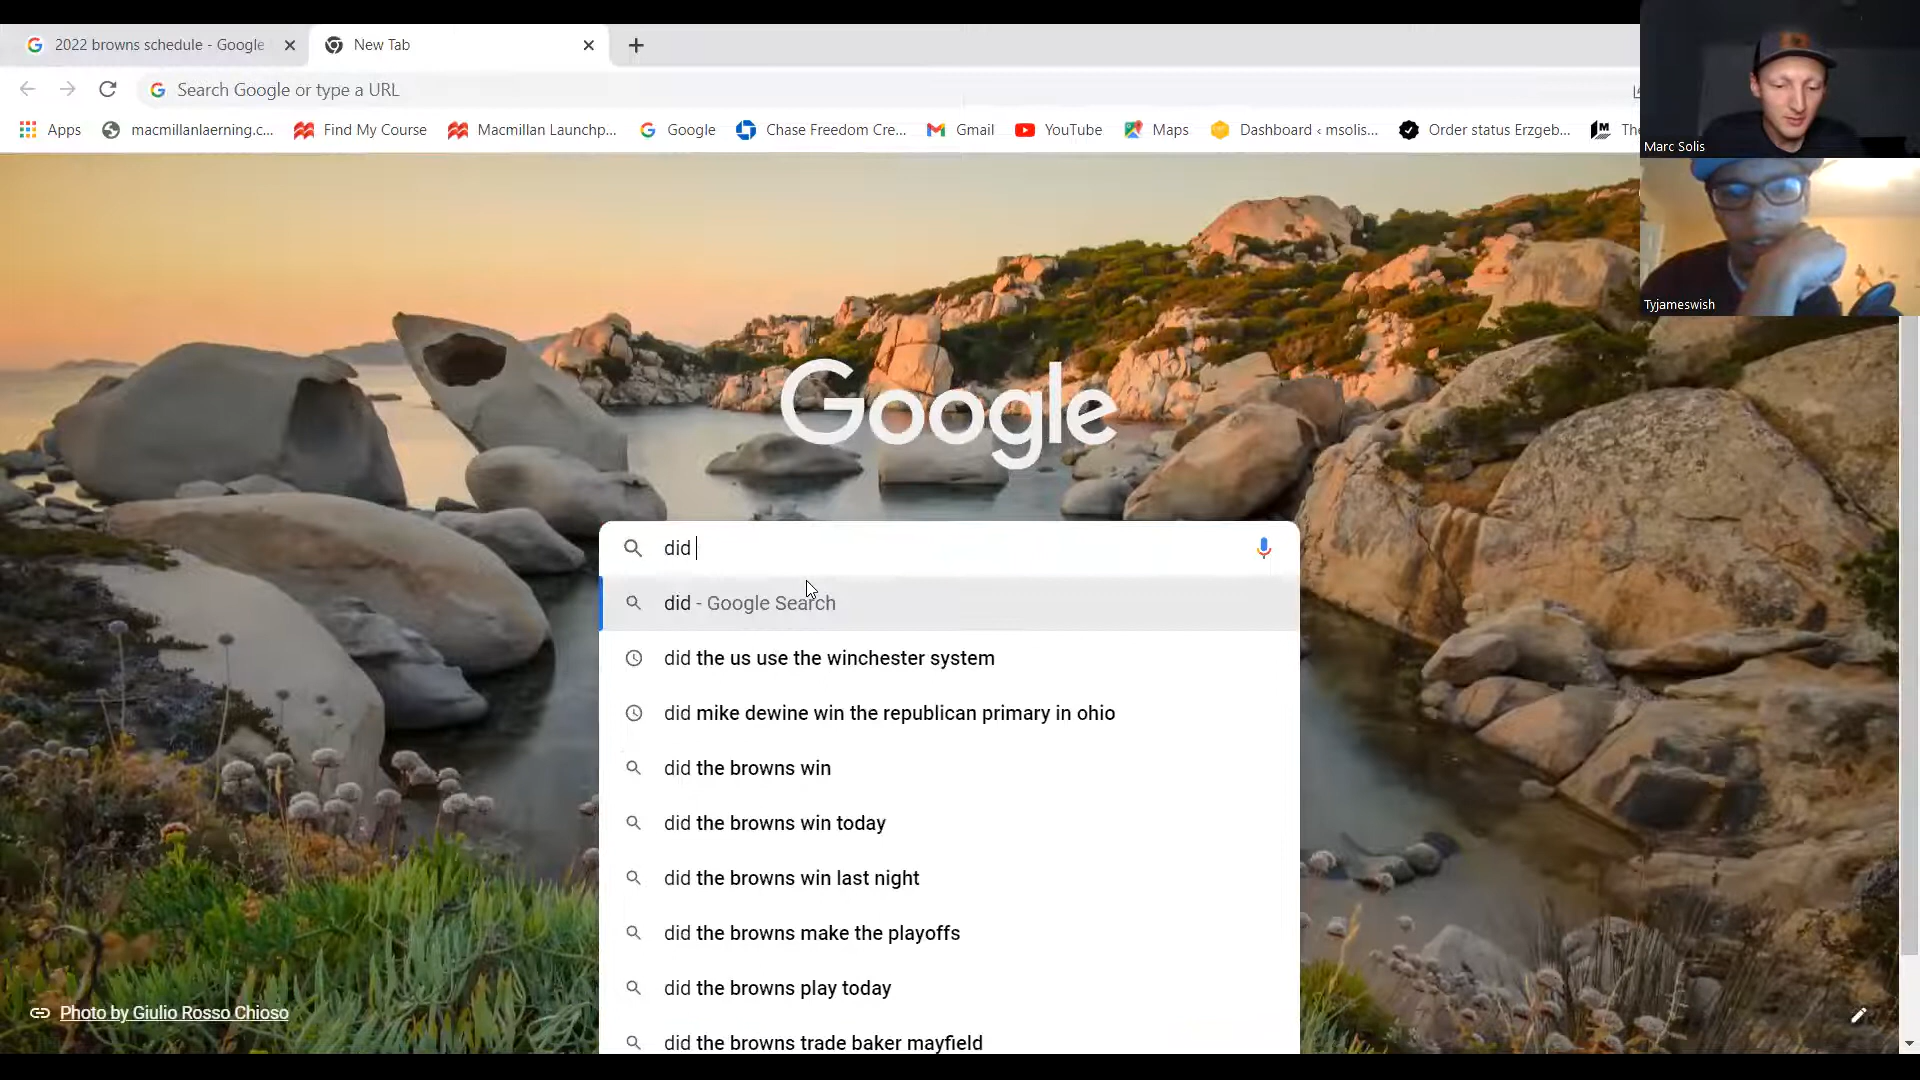 2022 browns schedule - Google
New Tab
Search Google or type a URL
Apps
macmillanlaerning.c...
Find My Course
Macmillan Launchp...
Google
Chase Freedom Cre...
Gmail
YouTube
Maps
Dashboard ‹ msolis...
Order status Erzgeb...
The
Marc Solis
Tyjameswish
Google
did
did - Google Search
did the us use the winchester system
did mike dewine win the republican primary in ohio
did the browns win
did the browns win today
did the browns win last night
did the browns make the playoffs
did the browns play today
did the browns trade baker mayfield
Photo by Giulio Rosso Chioso